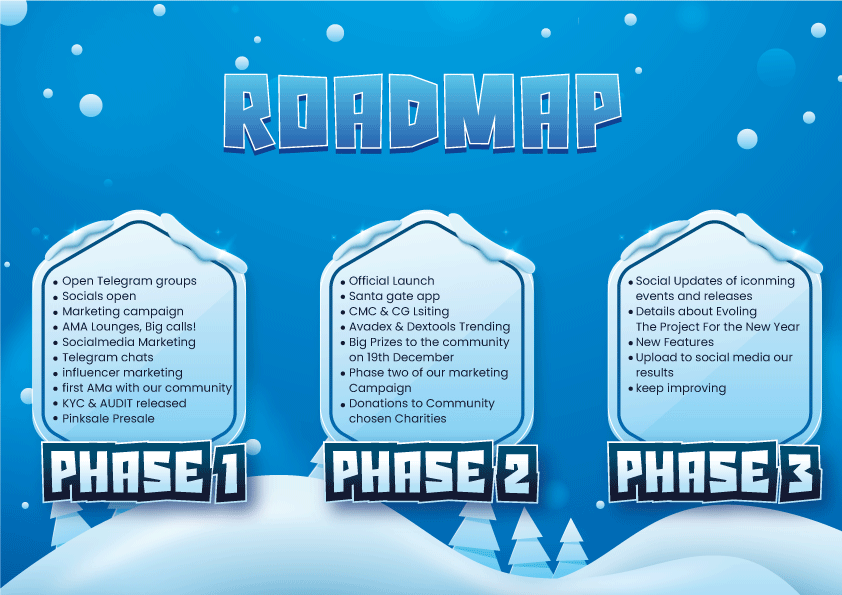 ROADMAP
• Open Telegram groups
• Socials open
• Marketing campaign
• AMA Lounges, Big calls!
• Socialmedia Marketing
• Telegram chats
• influencer marketing
• first AMa with our community
• KYC & AUDIT released
• Pinksale Presale
PHASE 1
• Official Launch
• Santa gate app
• CMC & CG Lsiting
• Avadex & Dextools Trending
• Big Prizes to the community
on 19th December
• Phase two of our marketing
Campaign
• Donations to Community
chosen Charities
PHASE 2
• Social Updates of iconming
events and releases
• Details about Evoling
The Project For the New Year
• New Features
• Upload to social media our
results
• keep improving
PHASE 3